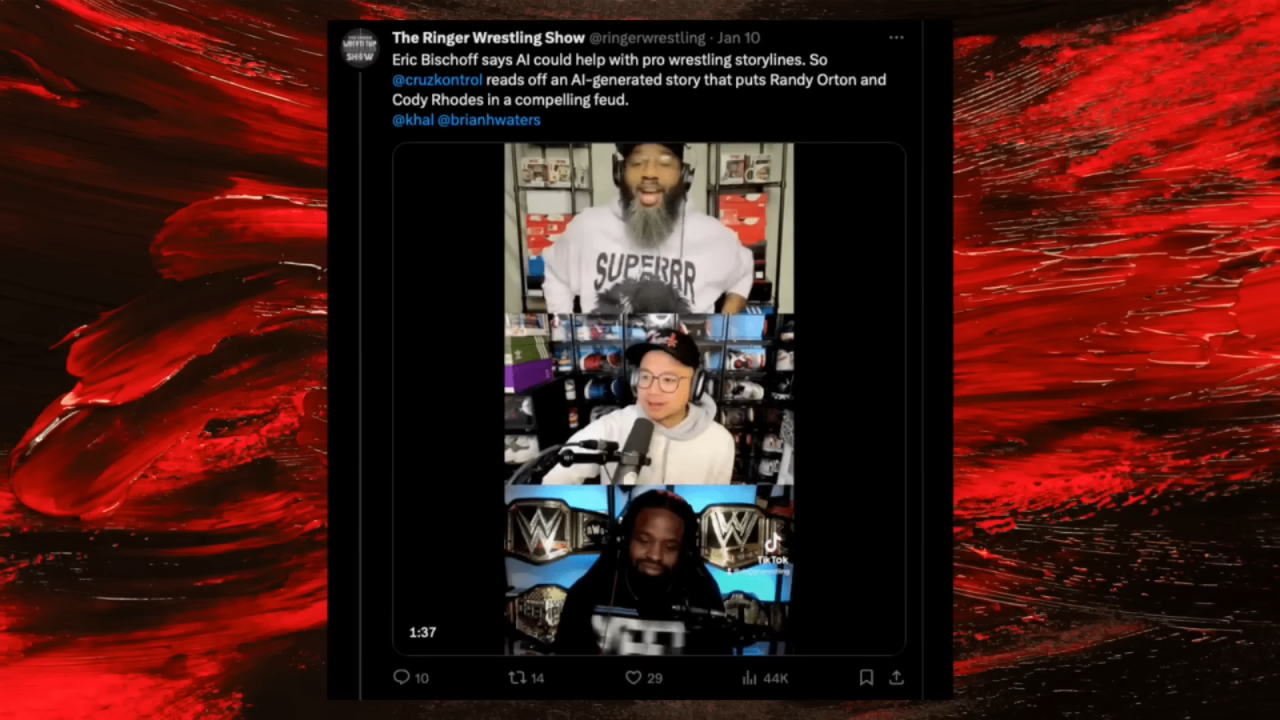 The Ringer Wrestling Show @ringerwrestling · Jan 10
Eric Bischoff says AI could help with pro wrestling storylines. So
@cruzkontrol reads off an AI-generated story that puts Randy Orton and
Cody Rhodes in a compelling feud.
@khal @brianhwaters
SUPERRR
TikTok
1:37
10 14 29 44K